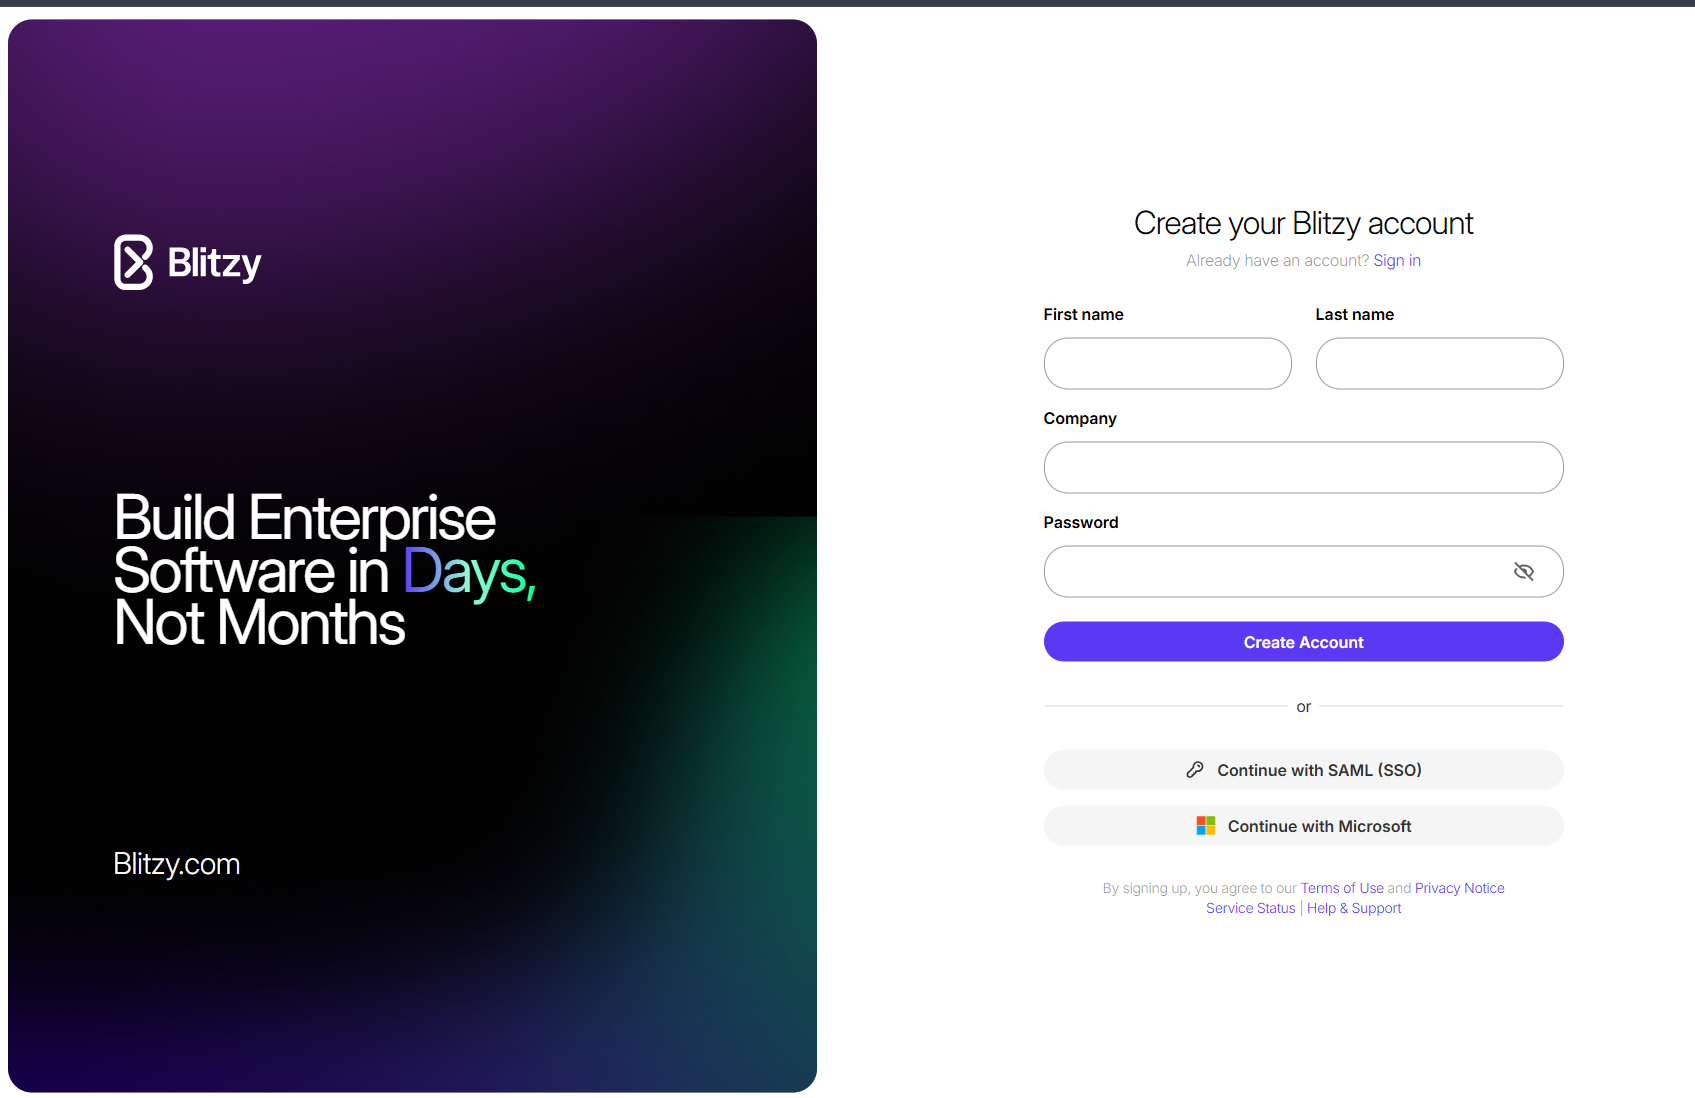 Blitzy
Build Enterprise
Software in Days,
Not Months
Blitzy.com
Create your Blitzy account
Already have an account? Sign in
First name
Last name
Company
Password
Create Account
or
Continue with SAML (SSO)
Continue with Microsoft
By signing up, you agree to our Terms of Use and Privacy Notice
Service Status | Help & Support